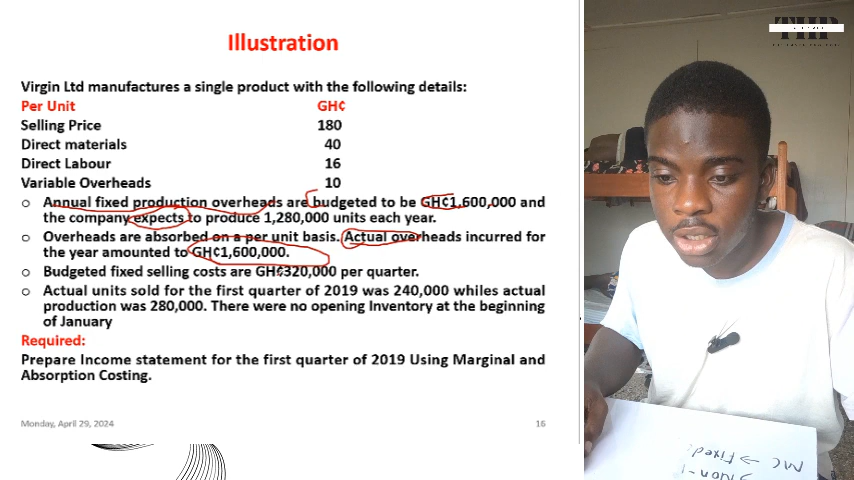 Illustration
Virgin Ltd manufactures a single product with the following details:
Per Unit GH¢
Selling Price 180
Direct materials 40
Direct Labour 16
Variable Overheads 10
o Annual fixed production overheads are budgeted to be GH¢1,600,000 and
the company expects to produce 1,280,000 units each year.
o Overheads are absorbed on a per unit basis. Actual overheads incurred for
the year amounted to GH¢1,600,000.
o Budgeted fixed selling costs are GH¢320,000 per quarter.
o Actual units sold for the first quarter of 2019 was 240,000 whiles actual
production was 280,000. There were no opening Inventory at the beginning
of January
Required:
Prepare Income statement for the first quarter of 2019 Using Marginal and
Absorption Costing.
Monday, April 29, 2024 16
MC → Fixed